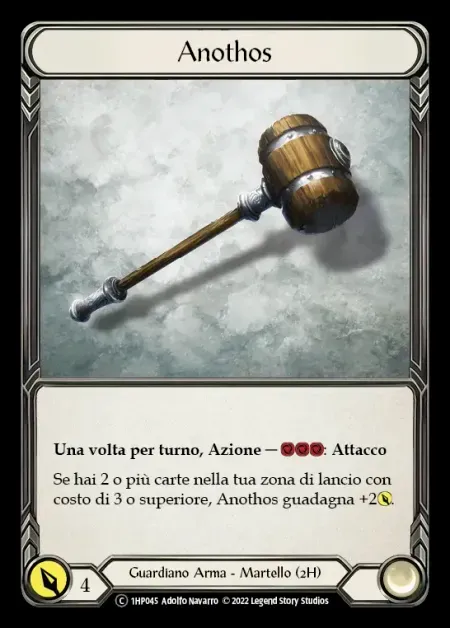 Anothos
Una volta per turno, Azione — : Attacco
Se hai 2 o più carte nella tua zona di lancio con
costo di 3 o superiore, Anothos guadagna +2.
4
Guardiano Arma - Martello (2H)
C 1HP045 Adolfo Navarro © 2022 Legend Story Studios